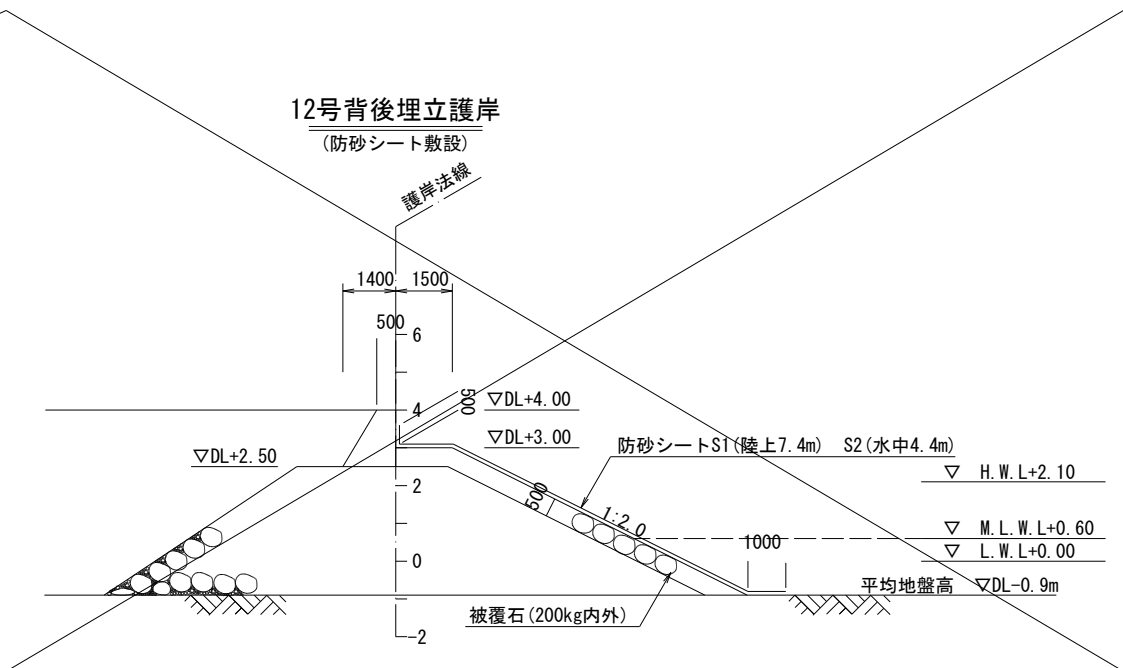 12号背後埋立護岸
(防砂シート敷設)
護岸法線
1400
1500
500
6
500
▽DL+4.00
4
▽DL+3.00
防砂シートS1(陸上7.4m) S2(水中4.4m)
▽DL+2.50
▽ H.W.L+2.10
2
500
1:2.0
▽ M.L.W.L+0.60
1000
▽ L.W.L+0.00
0
平均地盤高 ▽DL-0.9m
被覆石(200kg内外)
-2